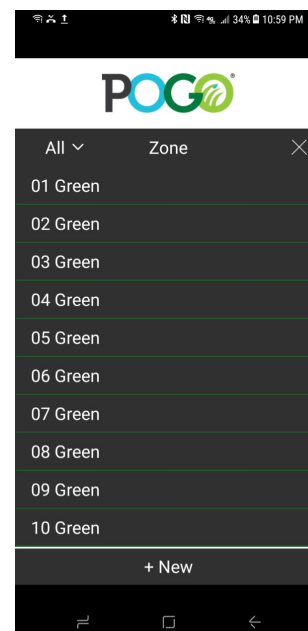 34% 10:59 PM
POGO®
All Zone
01 Green
02 Green
03 Green
04 Green
05 Green
06 Green
07 Green
08 Green
09 Green
10 Green
+ New